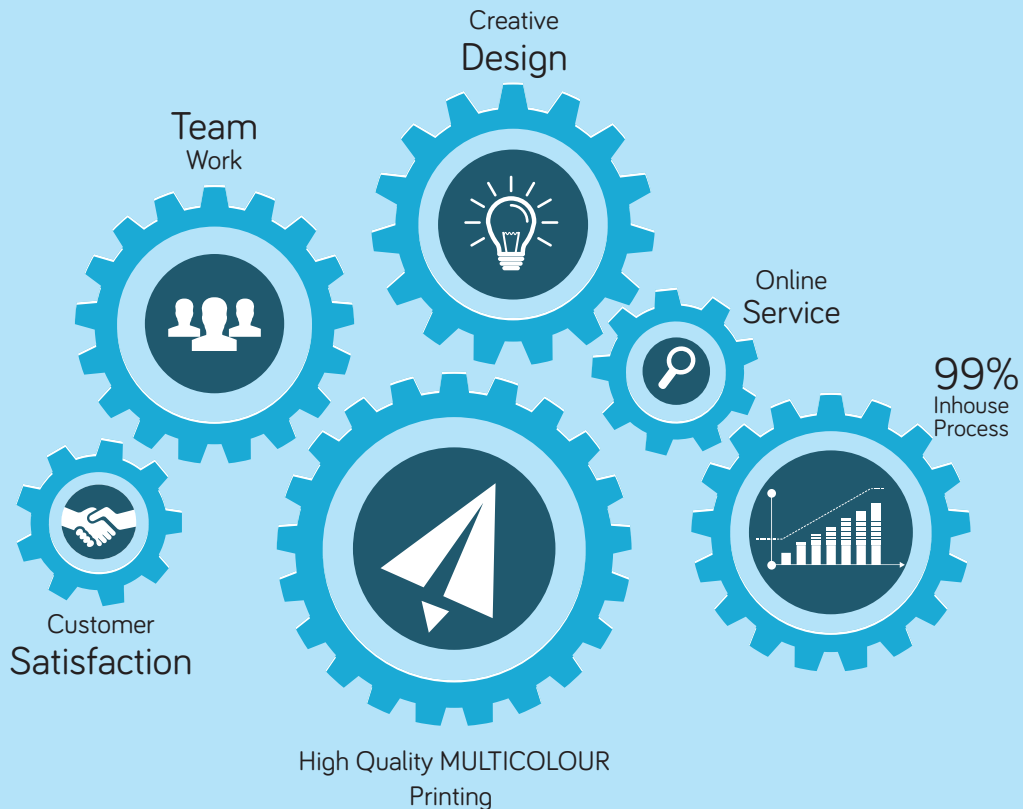 Creative
Design
Team
Work
Online
Service
99%
Inhouse
Process
Customer
Satisfaction
High Quality MULTICOLOUR
Printing